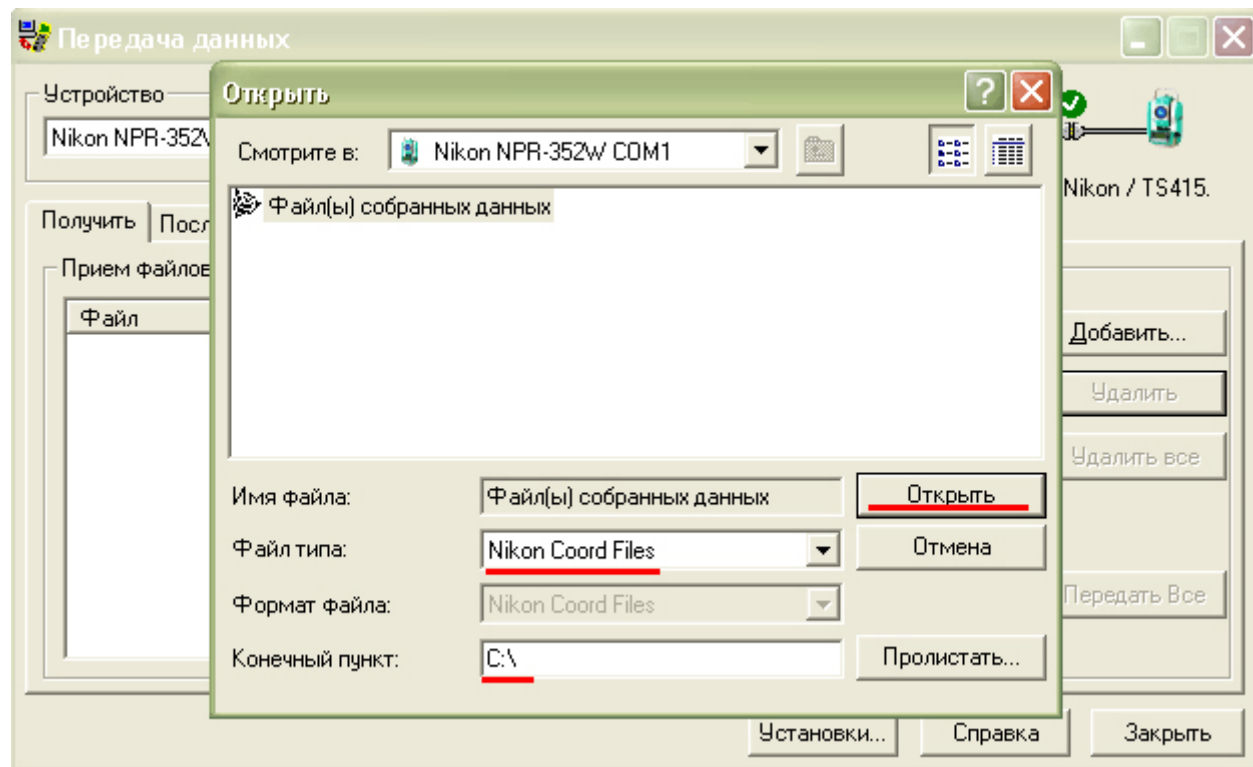 Передача данных
Устройство
Nikon NPR-352
Nikon / TS415.
Получить
Посл
Прием файлов
Файл
Добавить...
Удалить
Удалить все
Передать Все
Установки...
Справка
Закрыть
Открыть
Смотрите в:
Nikon NPR-352W COM1
Файл(ы) собранных данных
Имя файла:
Файл(ы) собранных данных
Открыть
Файл типа:
Nikon Coord Files
Отмена
Формат файла:
Nikon Coord Files
Конечный пункт:
C:\
Пролистать...